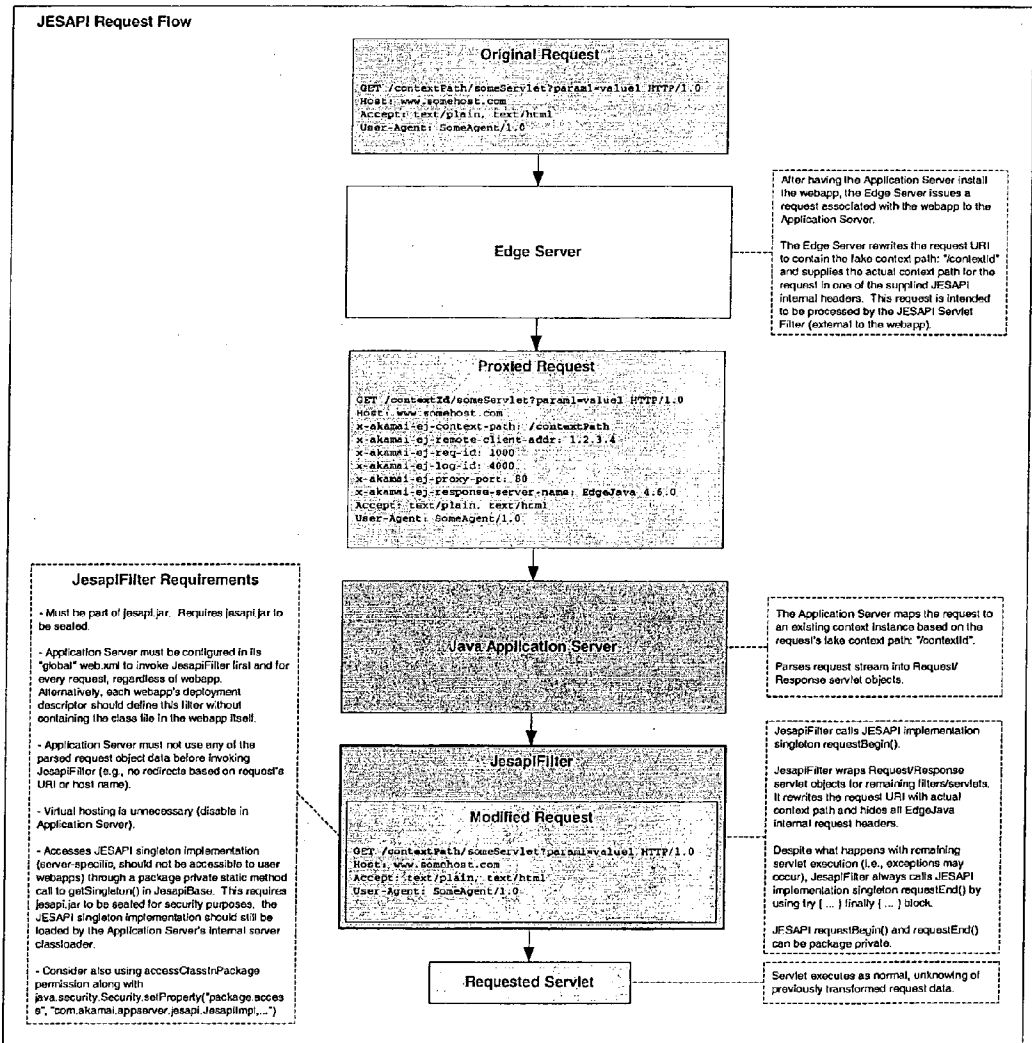 JESAPI Request Flow
Original Request
GET /contextPath/someServlet?param1=value1 HTTP/1.0
Host: www.somehost.com
Accept: text/plain, text/html
User-Agent: SomeAgent/1.0
After having the Application Server install
the webapp, the Edge Server issues a
request associated with the webapp to the
Application Server.
The Edge Server rewrites the request URI
to contain the fake context path: "/contextId"
and supplies the actual context path for the
request in one of the supplied JESAPI
internal headers. This request is intended
to be processed by the JESAPI Servlet
Filter (external to the webapp).
Edge Server
Proxied Request
GET /contextId/someServlet?param1=value1 HTTP/1.0
Host: www.somehost.com
x-akamai-ej-context-path: /contextPath
x-akamai-ej-remote-client-addr: 1.2.3.4
x-akamai-ej-req-id: 1000
x-akamai-ej-log-id: 4000
x-akamai-ej-proxy-port: 80
x-akamai-ej-response-server-name: EdgeJava 4.6.0
Accept: text/plain, text/html
User-Agent: SomeAgent/1.0
JesapiFilter Requirements
- Must be part of jesapi.jar. Requires jesapi.jar to
be sealed.
- Application Server must be configured in its
"global" web.xml to invoke JesapiFilter first and for
every request, regardless of webapp.
Alternatively, each webapp's deployment
descriptor should define this filter without
containing the class file in the webapp itself.
- Application Server must not use any of the
parsed request object data before invoking
JesapiFilter (e.g., no redirects based on request's
URI or host name).
- Virtual hosting is unnecessary (disable in
Application Server).
- Accesses JESAPI singleton implementation
(server-specific, should not be accessible to user
webapps) through a package private static method
call to getSingleton() in JesapiBase. This requires
jesapi.jar to be sealed for security purposes, the
JESAPI singleton implementation should still be
loaded by the Application Server's internal server
classloader.
- Consider also using accessClassInPackage
permission along with
java.security.Security.setProperty("package.acces
s", "com.akamai.appserver.jesapi.JesapiImpl,...")
Java Application Server
The Application Server maps the request to
an existing context instance based on the
request's fake context path: "/contextId".
Parses request stream into Request/
Response servlet objects.
JesapiFilter
Modified Request
GET /contextPath/someServlet?param1=value1 HTTP/1.0
Host: www.somehost.com
Accept: text/plain, text/html
User-Agent: SomeAgent/1.0
JesapiFilter calls JESAPI implementation
singleton requestBegin().
JesapiFilter wraps Request/Response
servlet objects for remaining filters/servlets.
It rewrites the request URI with actual
context path and hides all EdgeJava
internal request headers.
Despite what happens with remaining
servlet execution (i.e., exceptions may
occur), JesapiFilter always calls JESAPI
implementation singleton requestEnd() by
using try { ... } finally { ... } block.
JESAPI requestBegin() and requestEnd()
can be package private.
Requested Servlet
Servlet executes as normal, unknowing of
previously transformed request data.